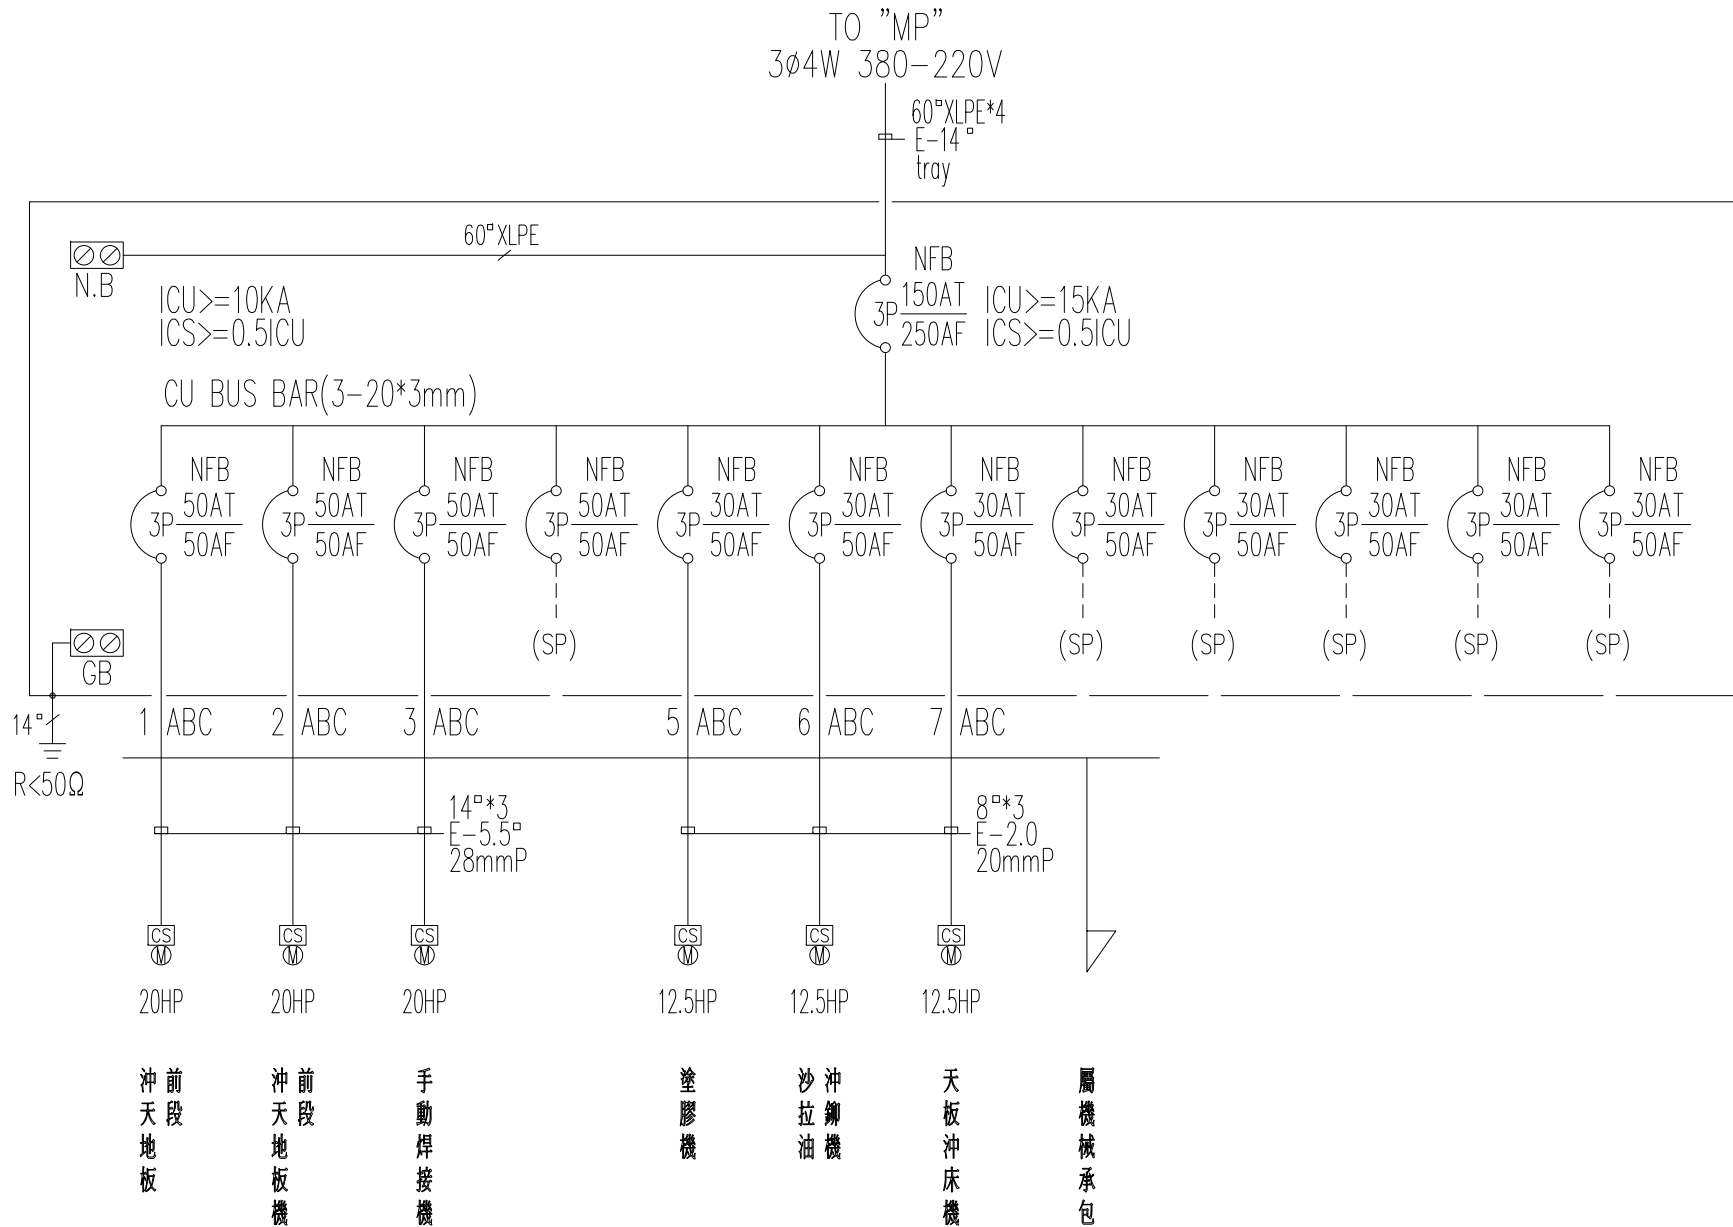 TO "MP"
3ø4W 380-220V
60□XLPE*4
E-14□
tray
60□XLPE
N.B
ICU>=10KA
ICS>=0.5ICU
NFB
3P 150AT
250AF
ICU>=15KA
ICS>=0.5ICU
CU BUS BAR(3-20*3mm)
NFB NFB NFB NFB NFB NFB NFB NFB NFB NFB NFB NFB
50AT 50AT 50AT 50AT 30AT 30AT 30AT 30AT 30AT 30AT 30AT 30AT
3P 3P 3P 3P 3P 3P 3P 3P 3P 3P 3P 3P
50AF 50AF 50AF 50AF 50AF 50AF 50AF 50AF 50AF 50AF 50AF 50AF
(SP) (SP) (SP) (SP) (SP) (SP)
GB
14□
R<50Ω
1 ABC 2 ABC 3 ABC 5 ABC 6 ABC 7 ABC
14□*3
E-5.5□
28mmP
8□*3
E-2.0
20mmP
CS CS CS CS CS CS
M M M M M M
20HP 20HP 20HP 12.5HP 12.5HP 12.5HP
前段
沖天地板
前段
沖天地板機
手動焊接機
塗膠機
沖鉚機
沙拉油
天板沖床機
屬機械承包